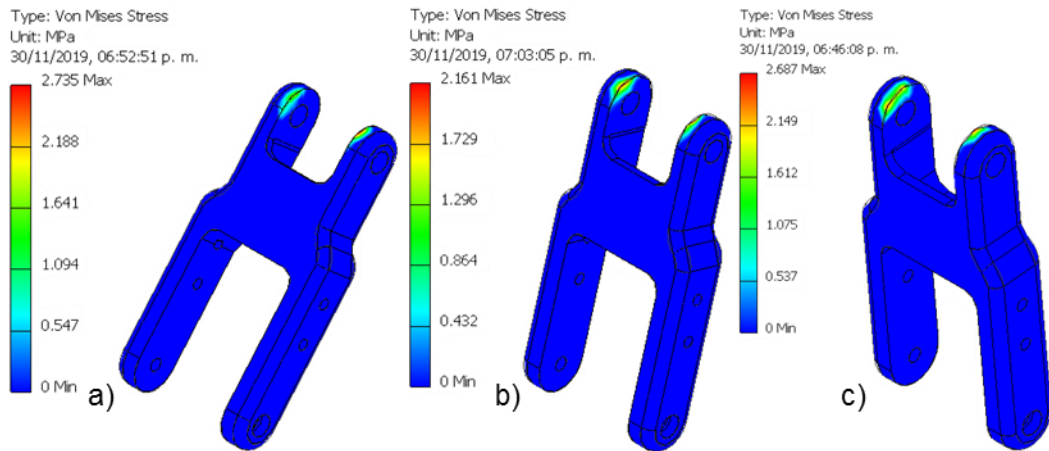 Type: Von Mises Stress
Unit: MPa
30/11/2019, 06:52:51 p. m.
2.735 Max
2.188
1.641
1.094
0.547
0 Min
a)
Type: Von Mises Stress
Unit: MPa
30/11/2019, 07:03:05 p. m.
2.161 Max
1.729
1.296
0.864
0.432
0 Min
b)
Type: Von Mises Stress
Unit: MPa
30/11/2019, 06:46:08 p. m.
2.687 Max
2.149
1.612
1.075
0.537
0 Min
c)